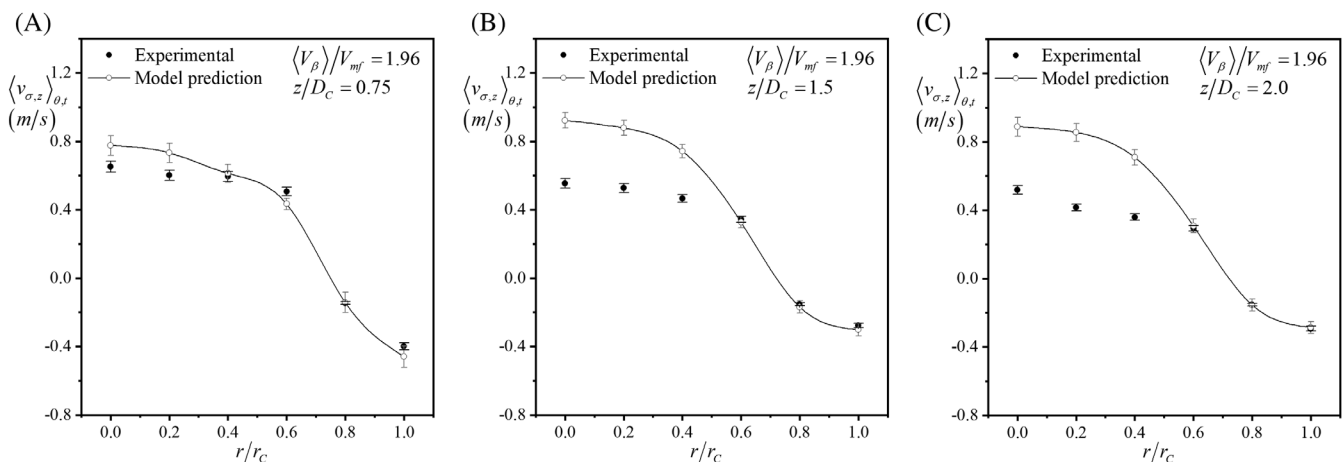 (A)
Experimental
Model prediction
⟨V_β⟩/V_mf = 1.96
z/D_C = 0.75
⟨v_σ,z⟩_θ,t
(m/s)
1.2
0.8
0.4
0.0
-0.4
-0.8
0.0 0.2 0.4 0.6 0.8 1.0
r/r_C
(B)
Experimental
Model prediction
⟨V_β⟩/V_mf = 1.96
z/D_C = 1.5
⟨v_σ,z⟩_θ,t
(m/s)
1.2
0.8
0.4
0.0
-0.4
-0.8
0.0 0.2 0.4 0.6 0.8 1.0
r/r_C
(C)
Experimental
Model prediction
⟨V_β⟩/V_mf = 1.96
z/D_C = 2.0
⟨v_σ,z⟩_θ,t
(m/s)
1.2
0.8
0.4
0.0
-0.4
-0.8
0.0 0.2 0.4 0.6 0.8 1.0
r/r_C